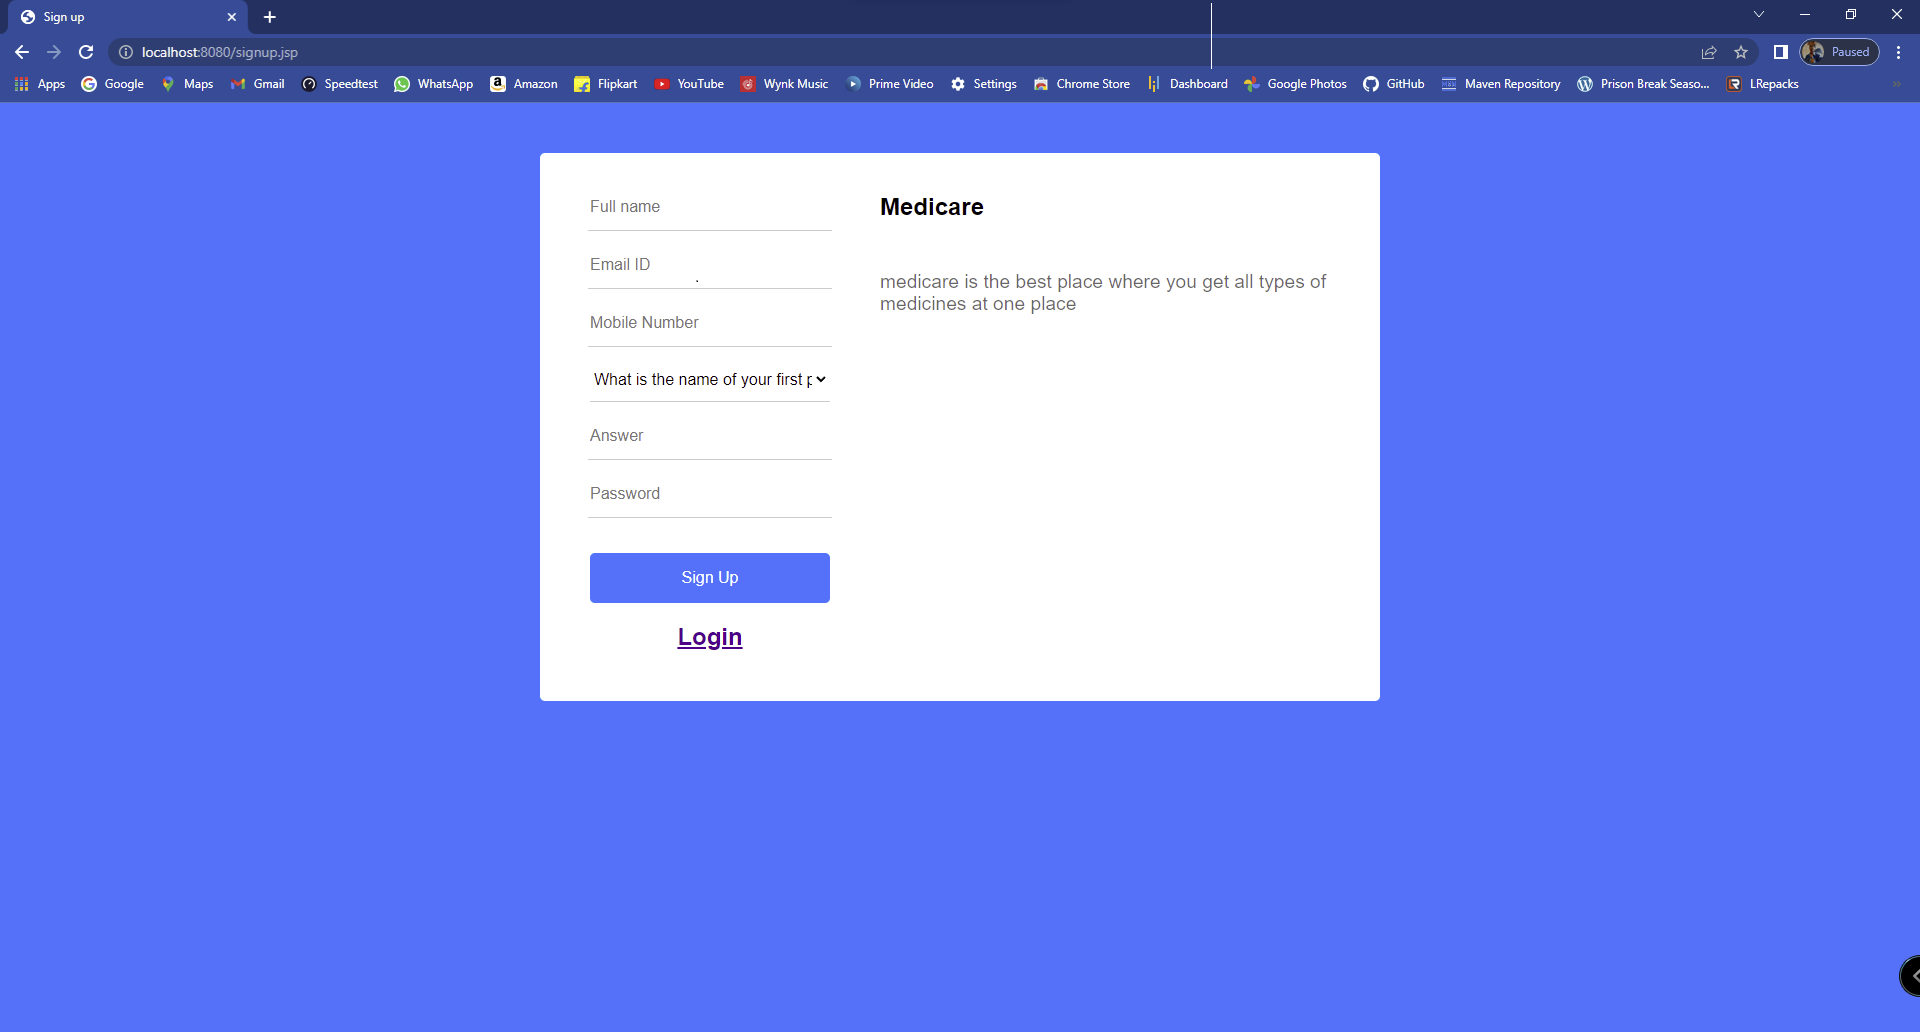 Sign up
localhost:8080/signup.jsp
Paused
Apps Google Maps Gmail Speedtest WhatsApp Amazon Flipkart YouTube Wynk Music Prime Video Settings Chrome Store Dashboard Google Photos GitHub Maven Repository Prison Break Seaso... LRepacks
Full name
Email ID
Mobile Number
What is the name of your first p
Answer
Password
Sign Up
Login
Medicare
medicare is the best place where you get all types of
medicines at one place